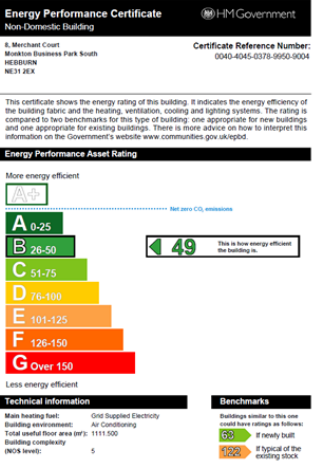 Energy Performance Certificate
Non-Domestic Building
HM Government
8, Merchant Court
Monkton Business Park South
HEBBURN
NE31 2EX
Certificate Reference Number:
0040-4045-0378-9950-9004
This certificate shows the energy rating of this building. It indicates the energy efficiency of
the building fabric and the heating, ventilation, cooling and lighting systems. The rating is
compared to two benchmarks for this type of building: one appropriate for new buildings
and one appropriate for existing buildings. There is more advice on how to interpret this
information on the Government's website www.communities.gov.uk/epbd.
Energy Performance Asset Rating
More energy efficient
A+
Net zero CO₂ emissions
A 0-25
B 26-50
49
This is how energy efficient
the building is.
C 51-75
D 76-100
E 101-125
F 126-150
G Over 150
Less energy efficient
Technical information
Main heating fuel: Grid Supplied Electricity
Building environment: Air Conditioning
Total useful floor area (m²): 1111.500
Building complexity
(NOS level): 5
Benchmarks
Buildings similar to this one
could have ratings as follows:
If newly built
122 If typical of the
existing stock